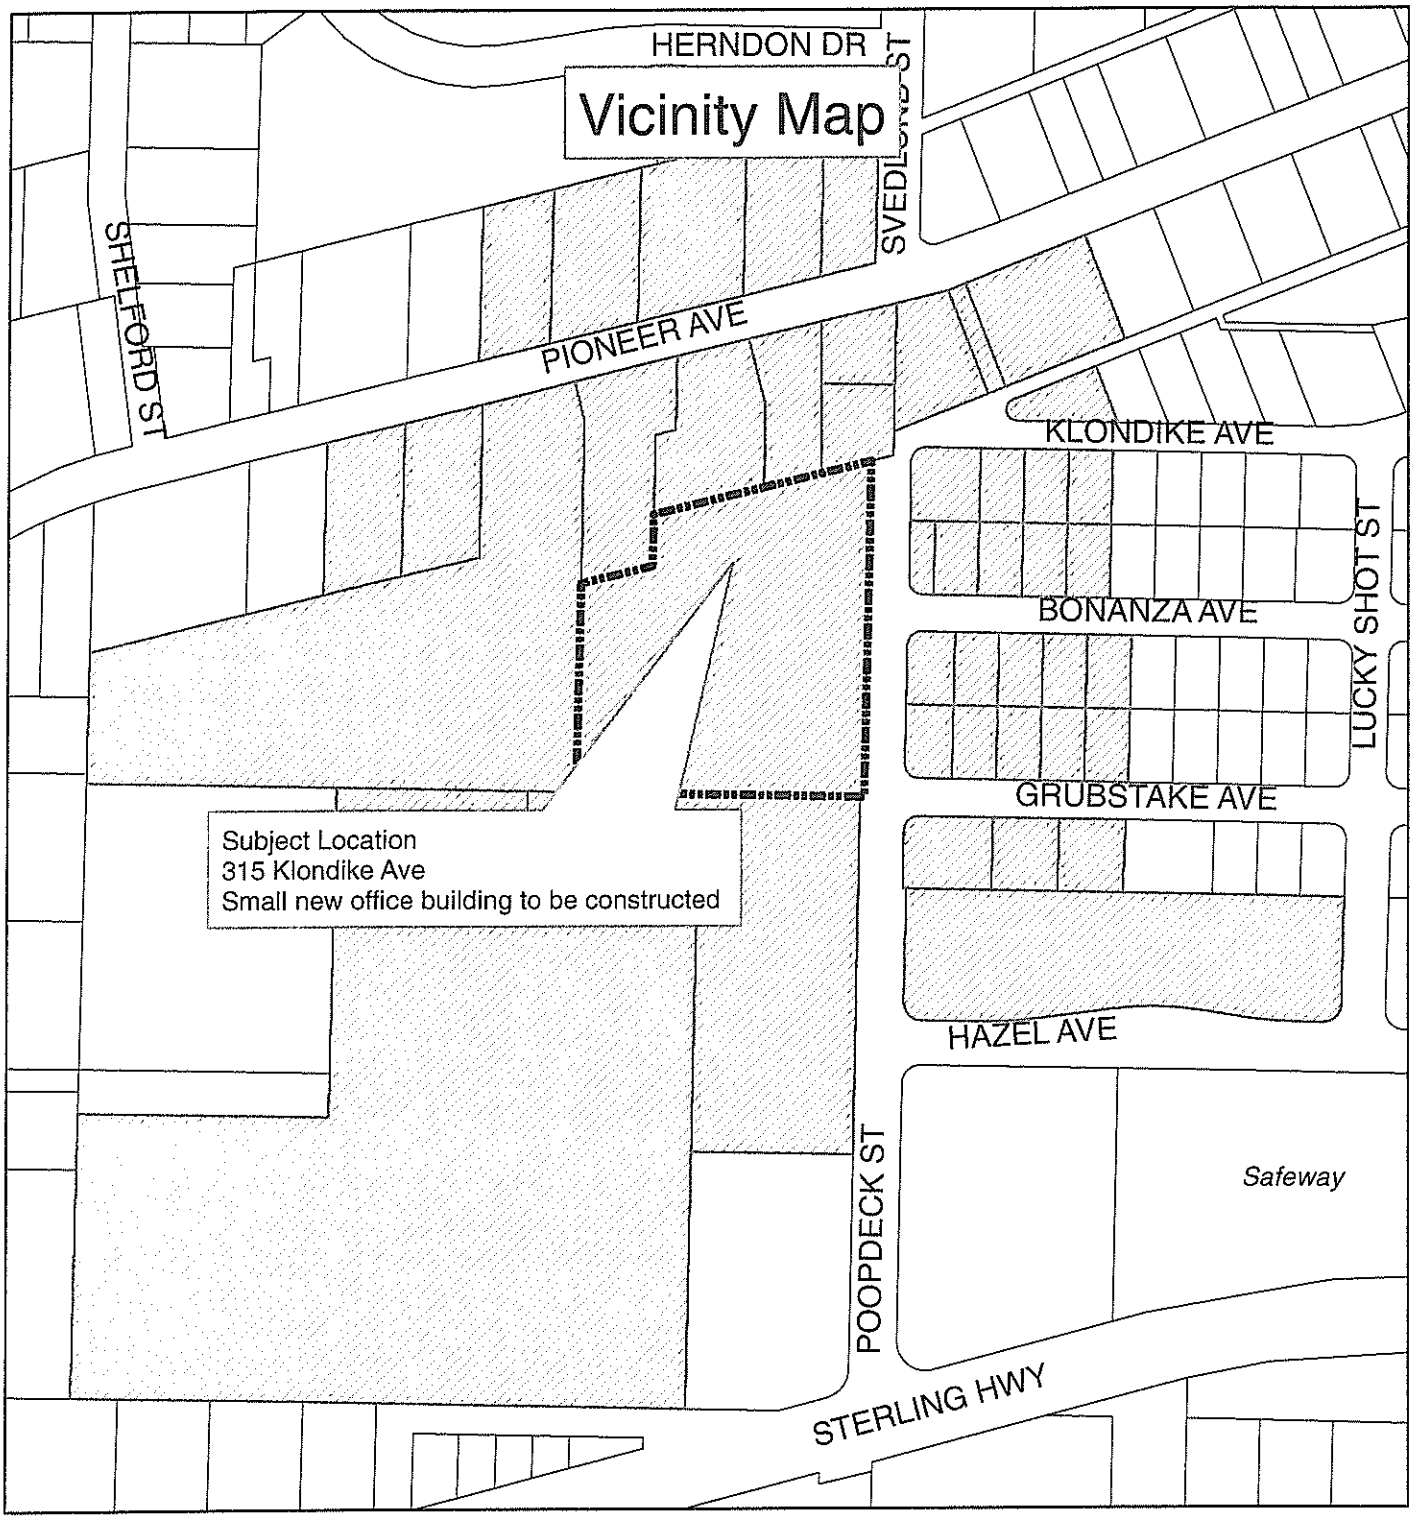 HERNDON DR
Vicinity Map
SVEDLUND ST
SHELFORD ST
PIONEER AVE
KLONDIKE AVE
LUCKY SHOT ST
BONANZA AVE
GRUBSTAKE AVE
Subject Location
315 Klondike Ave
Small new office building to be constructed
HAZEL AVE
POOPDECK ST
Safeway
STERLING HWY